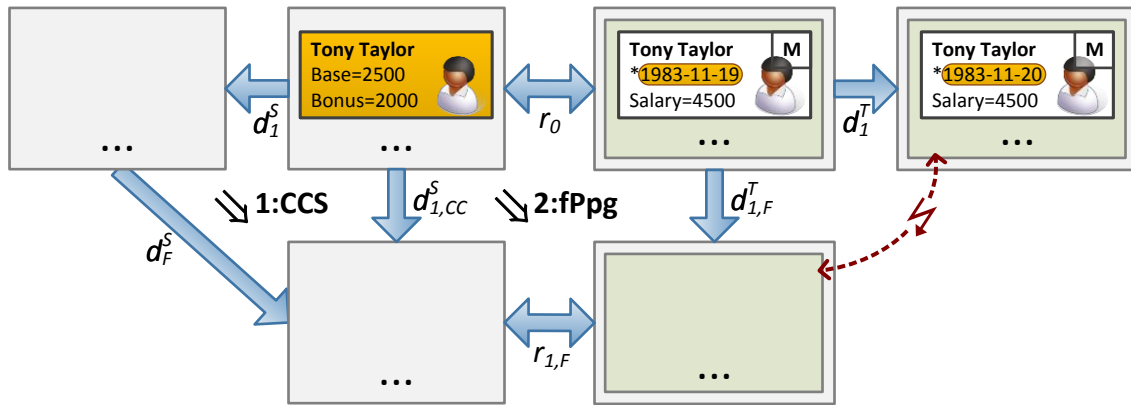 ...
Tony Taylor
Base=2500
Bonus=2000
...
Tony Taylor
M
*1983-11-19
Salary=4500
...
Tony Taylor
M
*1983-11-20
Salary=4500
...
d₁ˢ
r₀
d₁ᵀ
1:CCS
d₁,CCˢ
2:fPpg
d₁,Fᵀ
d_Fˢ
r₁,F
...
...